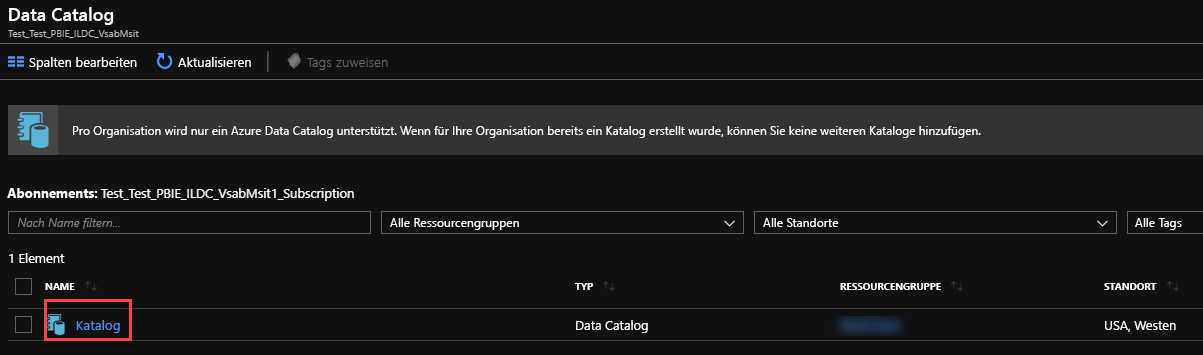 Data Catalog
Test_Test_PBIE_ILDC_VsabMsit
Spalten bearbeiten Aktualisieren Tags zuweisen
Pro Organisation wird nur ein Azure Data Catalog unterstützt. Wenn für Ihre Organisation bereits ein Katalog erstellt wurde, können Sie keine weiteren Kataloge hinzufügen.
Abonnements: Test_Test_PBIE_ILDC_VsabMsit1_Subscription
Nach Name filtern... Alle Ressourcengruppen Alle Standorte Alle Tags
1 Element
NAME TYP RESSOURCENGRUPPE STANDORT
Katalog Data Catalog USA, Westen